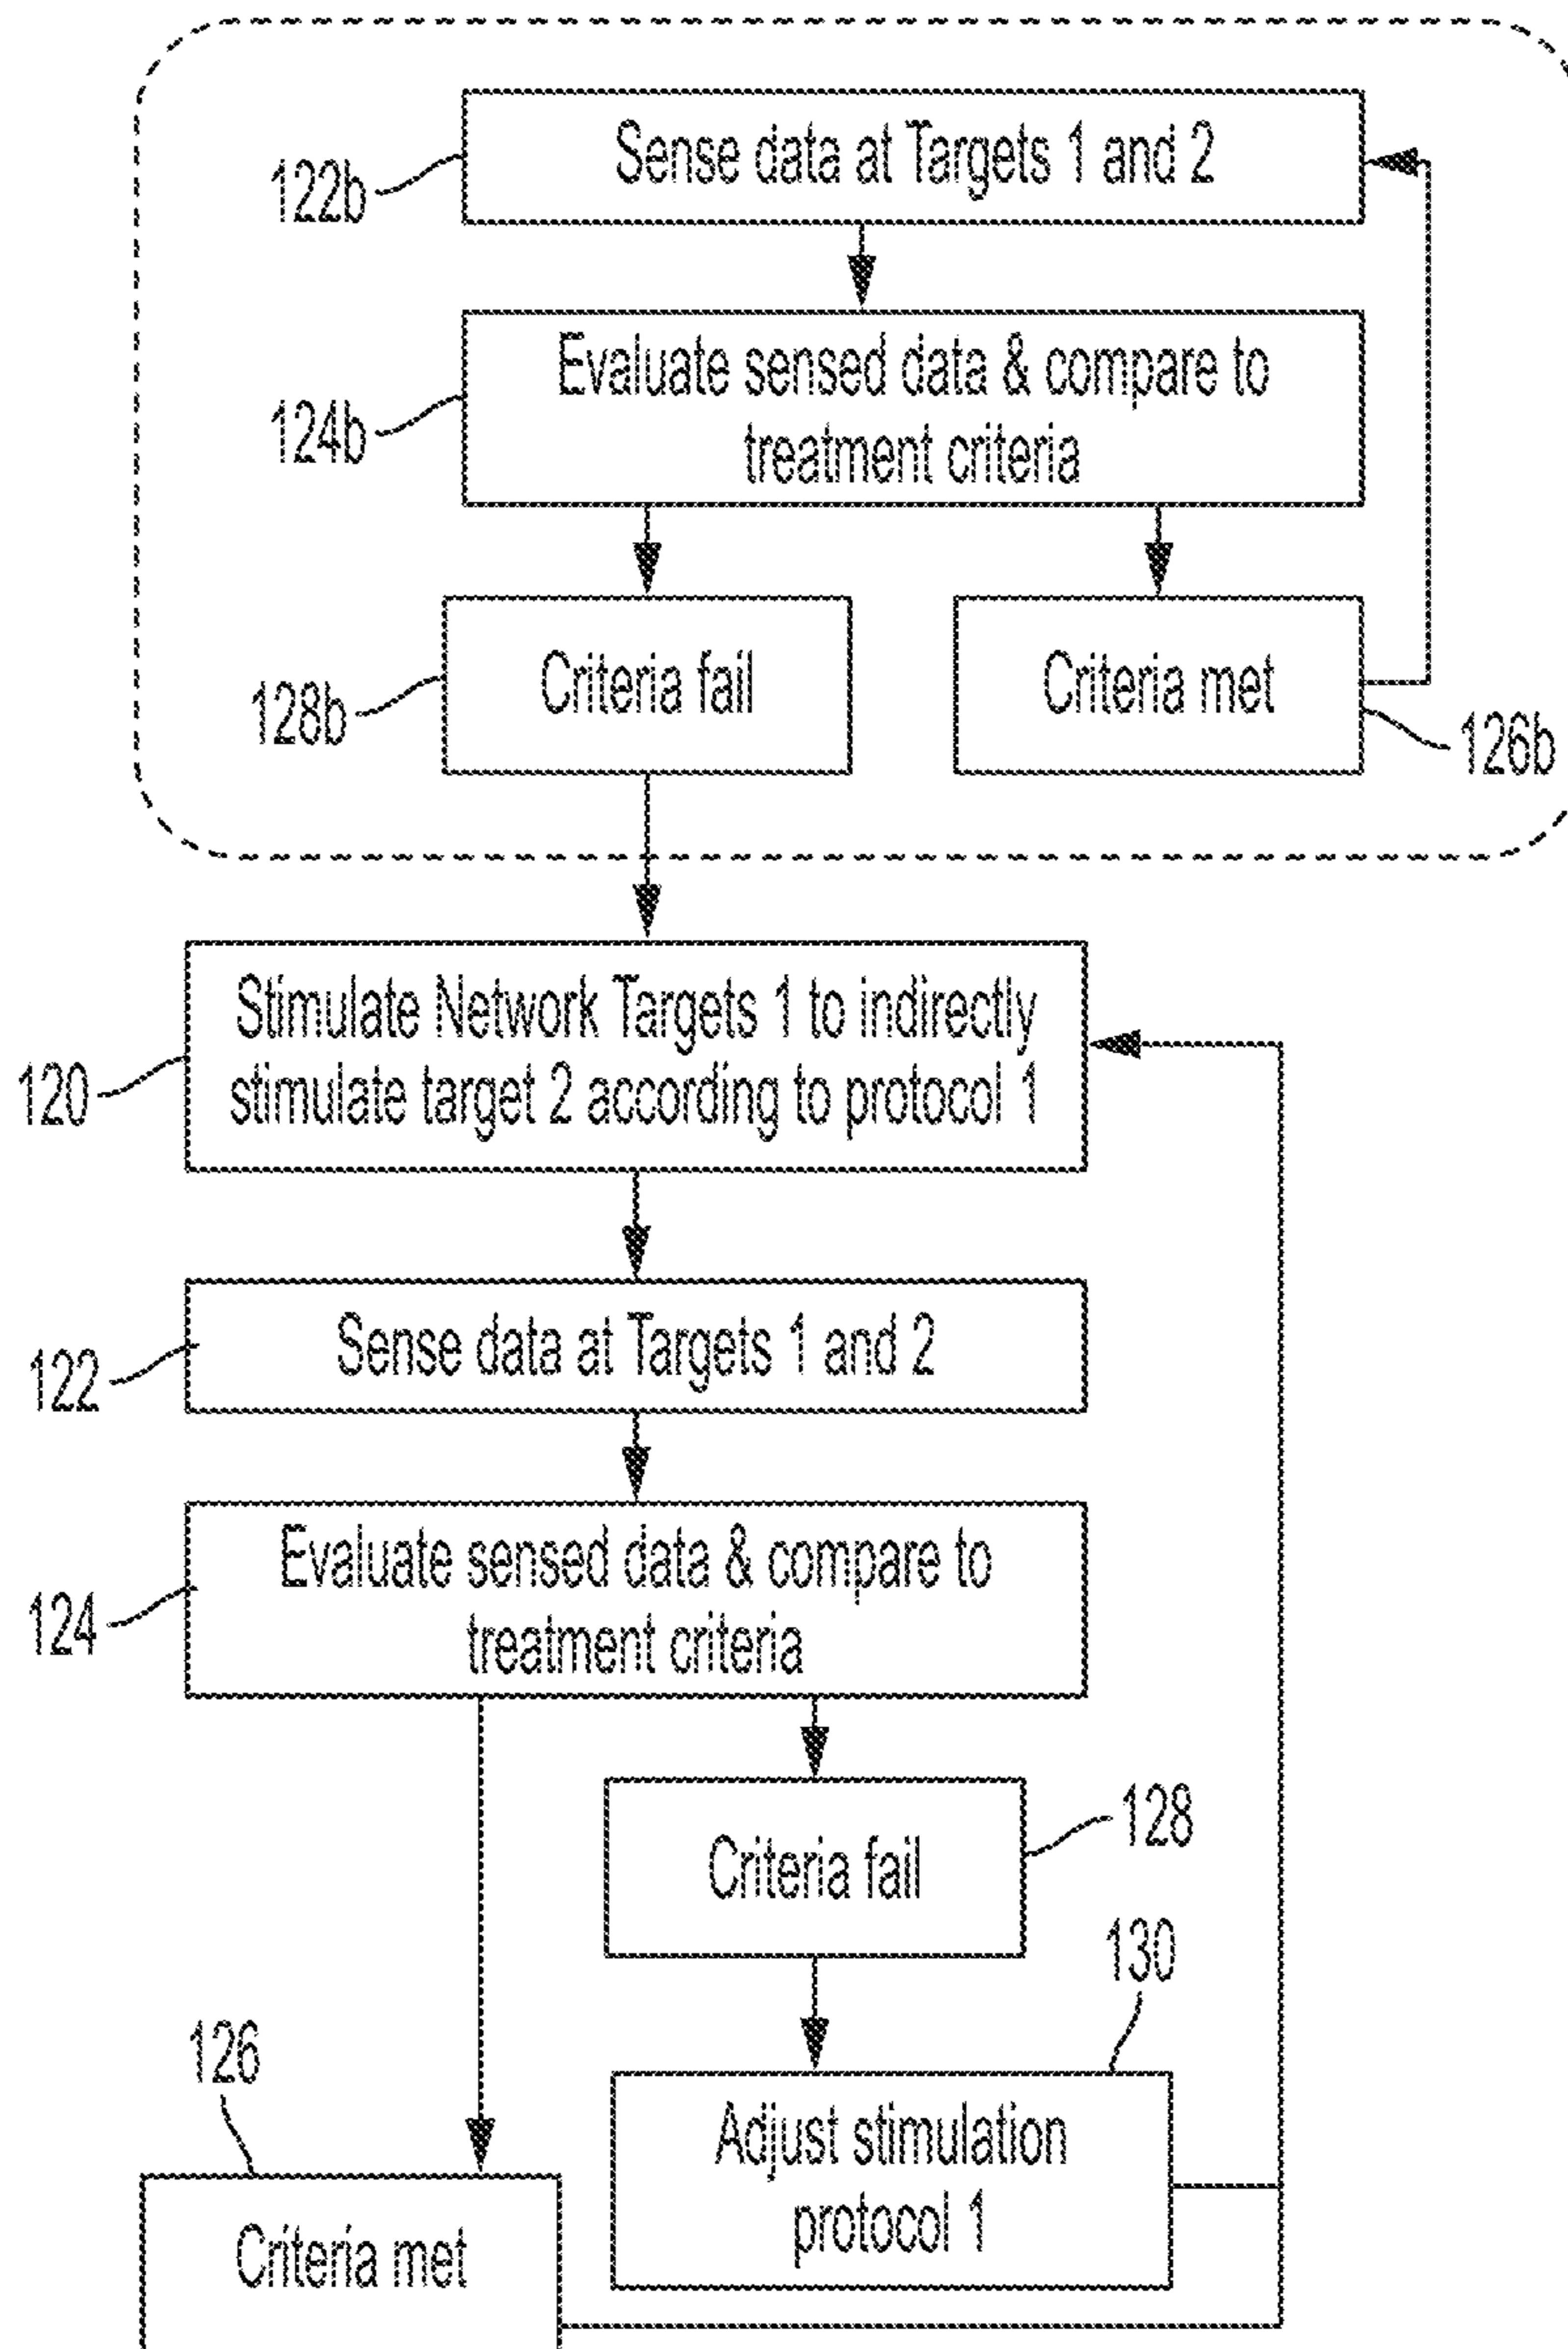 Sense data at Targets 1 and 2
122b
Evaluate sensed data & compare to
treatment criteria
124b
Criteria fail
128b
Criteria met
126b
Stimulate Network Targets 1 to indirectly
stimulate target 2 according to protocol 1
120
Sense data at Targets 1 and 2
122
Evaluate sensed data & compare to
treatment criteria
124
Criteria fail
128
130
126
Adjust stimulation
protocol 1
Criteria met